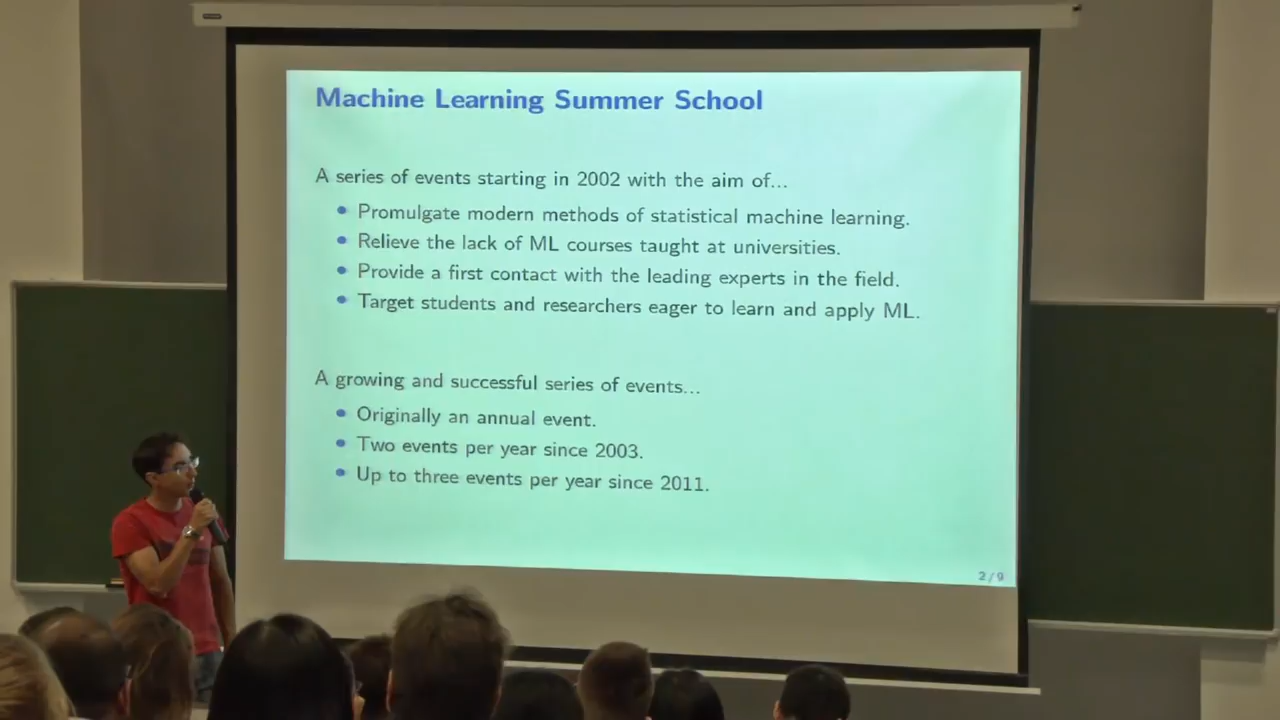 Machine Learning Summer School
A series of events starting in 2002 with the aim of...
• Promulgate modern methods of statistical machine learning.
• Relieve the lack of ML courses taught at universities.
• Provide a first contact with the leading experts in the field.
• Target students and researchers eager to learn and apply ML.
A growing and successful series of events...
• Originally an annual event.
• Two events per year since 2003.
• Up to three events per year since 2011.
2/9